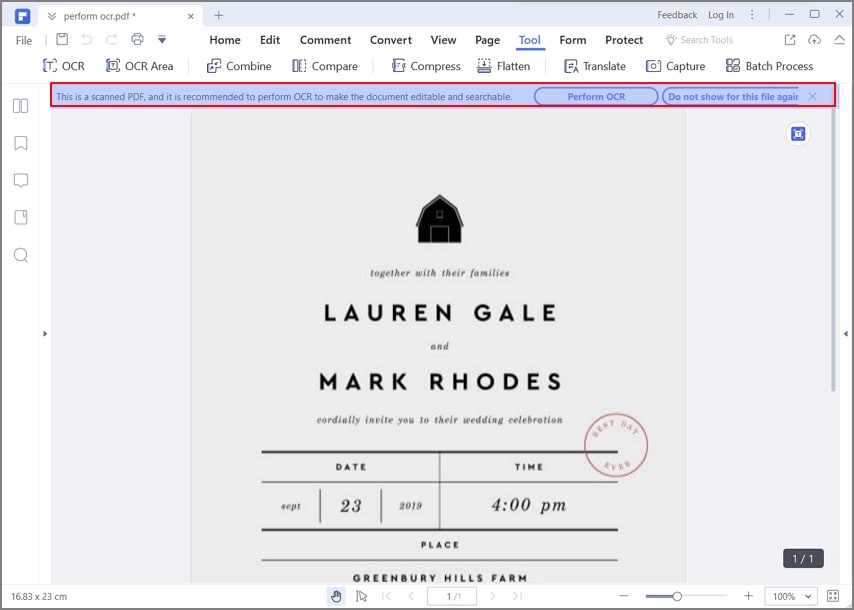 perform ocr.pdf *
Feedback Log In
File Home Edit Comment Convert View Page Tool Form Protect Search Tools
OCR OCR Area Combine Compare Compress Flatten Translate Capture Batch Process
This is a scanned PDF, and it is recommended to perform OCR to make the document editable and searchable. Perform OCR Do not show for this file again
together with their families
LAUREN GALE
and
MARK RHODES
cordially invite you to their wedding celebration
BEST DAY
EVER
DATE TIME
sept 23 2019 4:00 pm
PLACE
GREENBURY HILLS FARM
1 / 1
16.83 x 23 cm 1 /1 100%